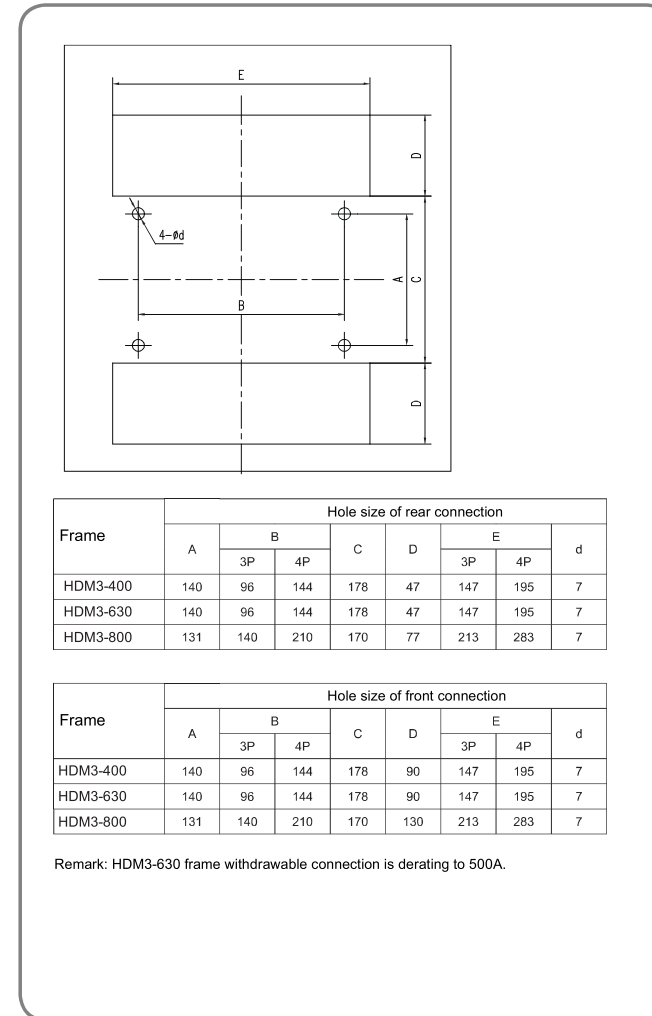 E
D
4-ød
A
C
B
D
Hole size of rear connection
Frame A B C D E d
3P 4P 3P 4P
HDM3-400 140 96 144 178 47 147 195 7
HDM3-630 140 96 144 178 47 147 195 7
HDM3-800 131 140 210 170 77 213 283 7
Hole size of front connection
Frame A B C D E d
3P 4P 3P 4P
HDM3-400 140 96 144 178 90 147 195 7
HDM3-630 140 96 144 178 90 147 195 7
HDM3-800 131 140 210 170 130 213 283 7
Remark: HDM3-630 frame withdrawable connection is derating to 500A.